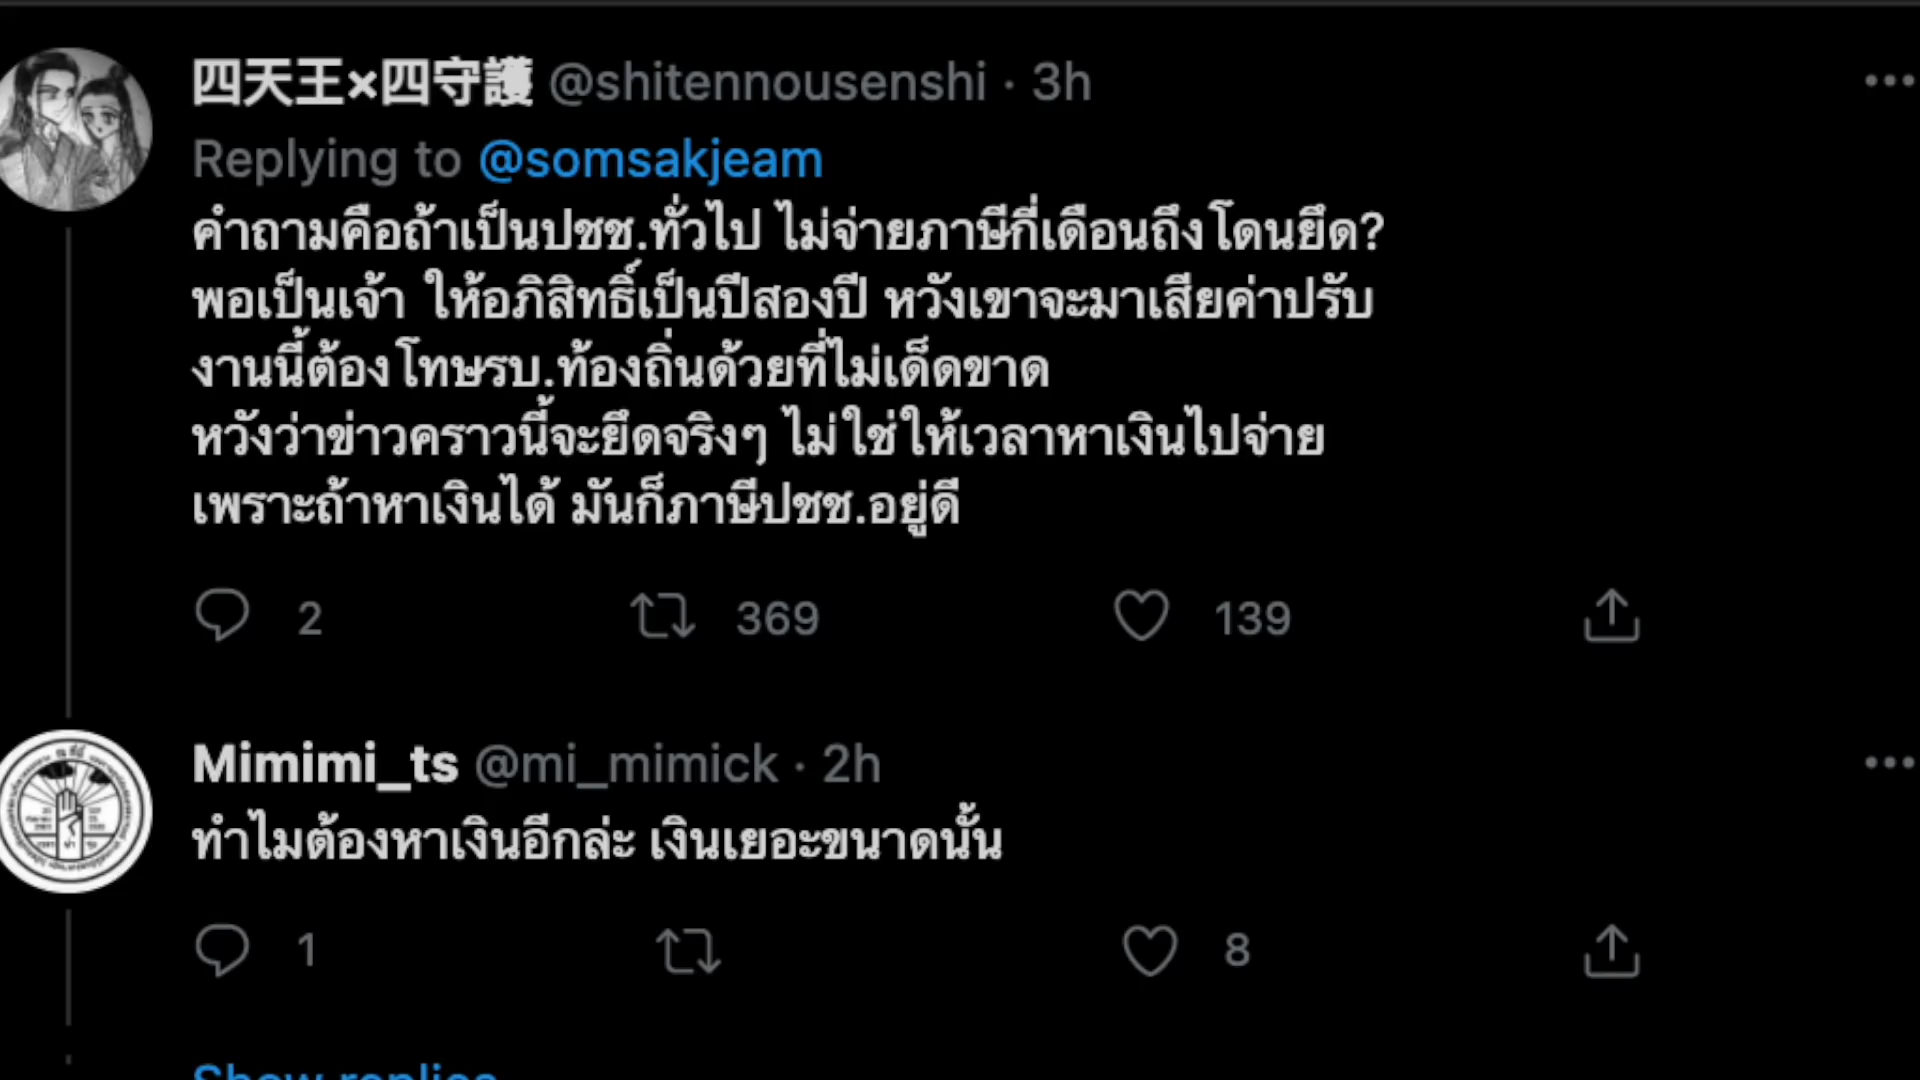 四天王×四守護 @shitennousenshi · 3h
Replying to @somsakjeam
คำถามคือถ้าเป็นปชช.ทั่วไป ไม่จ่ายภาษีกี่เดือนถึงโดนยึด?
พอเป็นเจ้า ให้อภิสิทธิ์เป็นปีสองปี หวังเขาจะมาเสียค่าปรับ
งานนี้ต้องโทษรบ.ท้องถิ่นด้วยที่ไม่เด็ดขาด
หวังว่าข่าวคราวนี้จะยึดจริงๆ ไม่ใช่ให้เวลาหาเงินไปจ่าย
เพราะถ้าหาเงินได้ มันก็ภาษีปชช.อยู่ดี
2 369 139
Mimimi_ts @mi_mimick · 2h
ทำไมต้องหาเงินอีกล่ะ เงินเยอะขนาดนั้น
1 8
Show replies